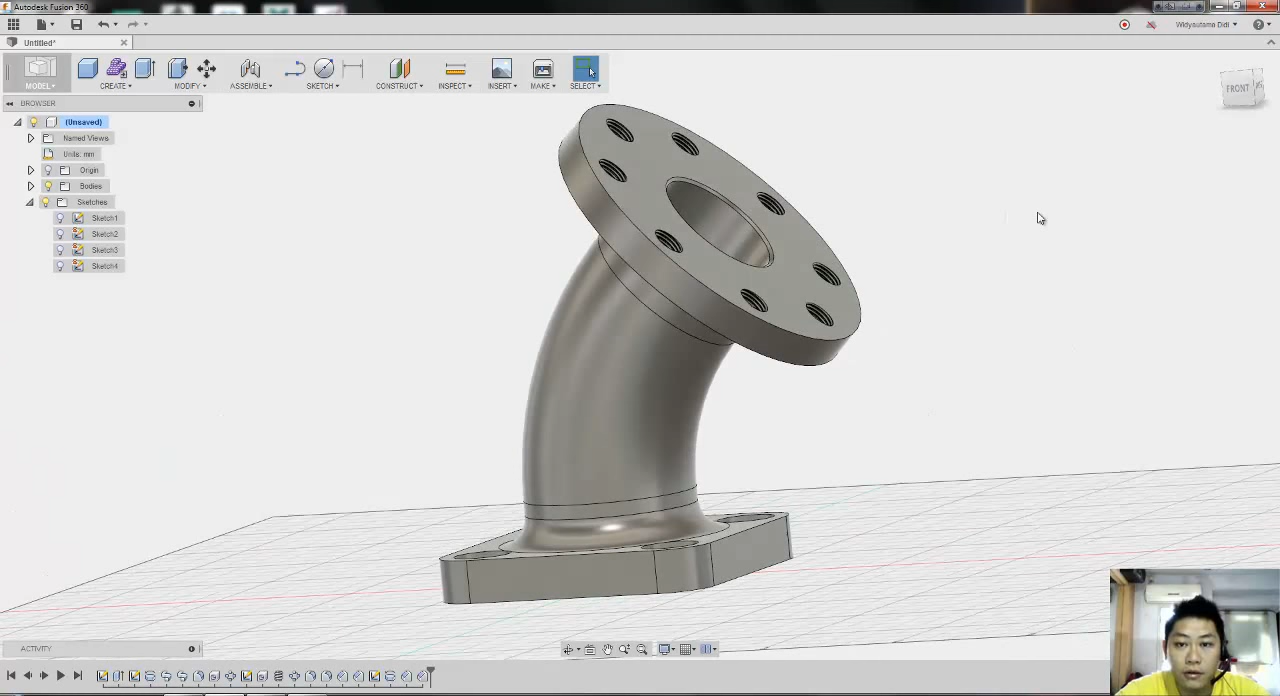 Autodesk Fusion 360
Widyautama Didi
Untitled*
MODEL
CREATE
MODIFY
ASSEMBLE
SKETCH
CONSTRUCT
INSPECT
INSERT
MAKE
SELECT
BROWSER
FRONT
(Unsaved)
Named Views
Units: mm
Origin
Bodies
Sketches
Sketch1
Sketch2
Sketch3
Sketch4
ACTIVITY